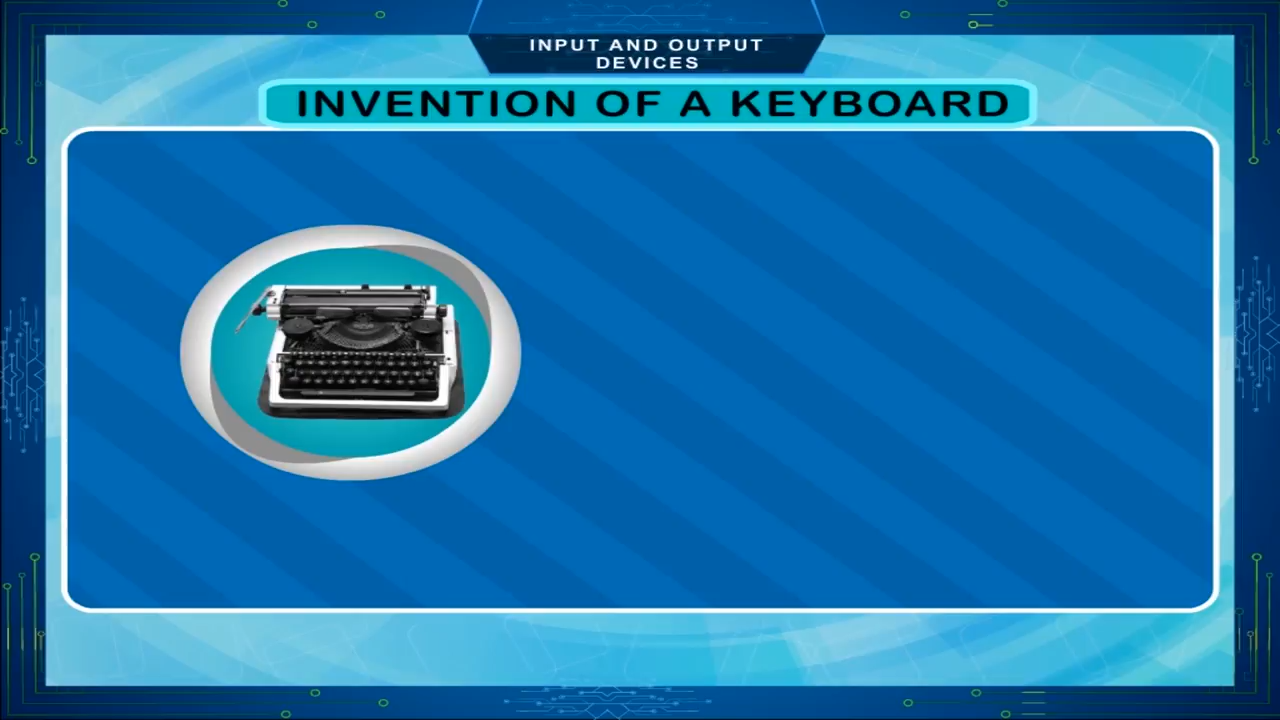 INPUT AND OUTPUT
DEVICES
INVENTION OF A KEYBOARD